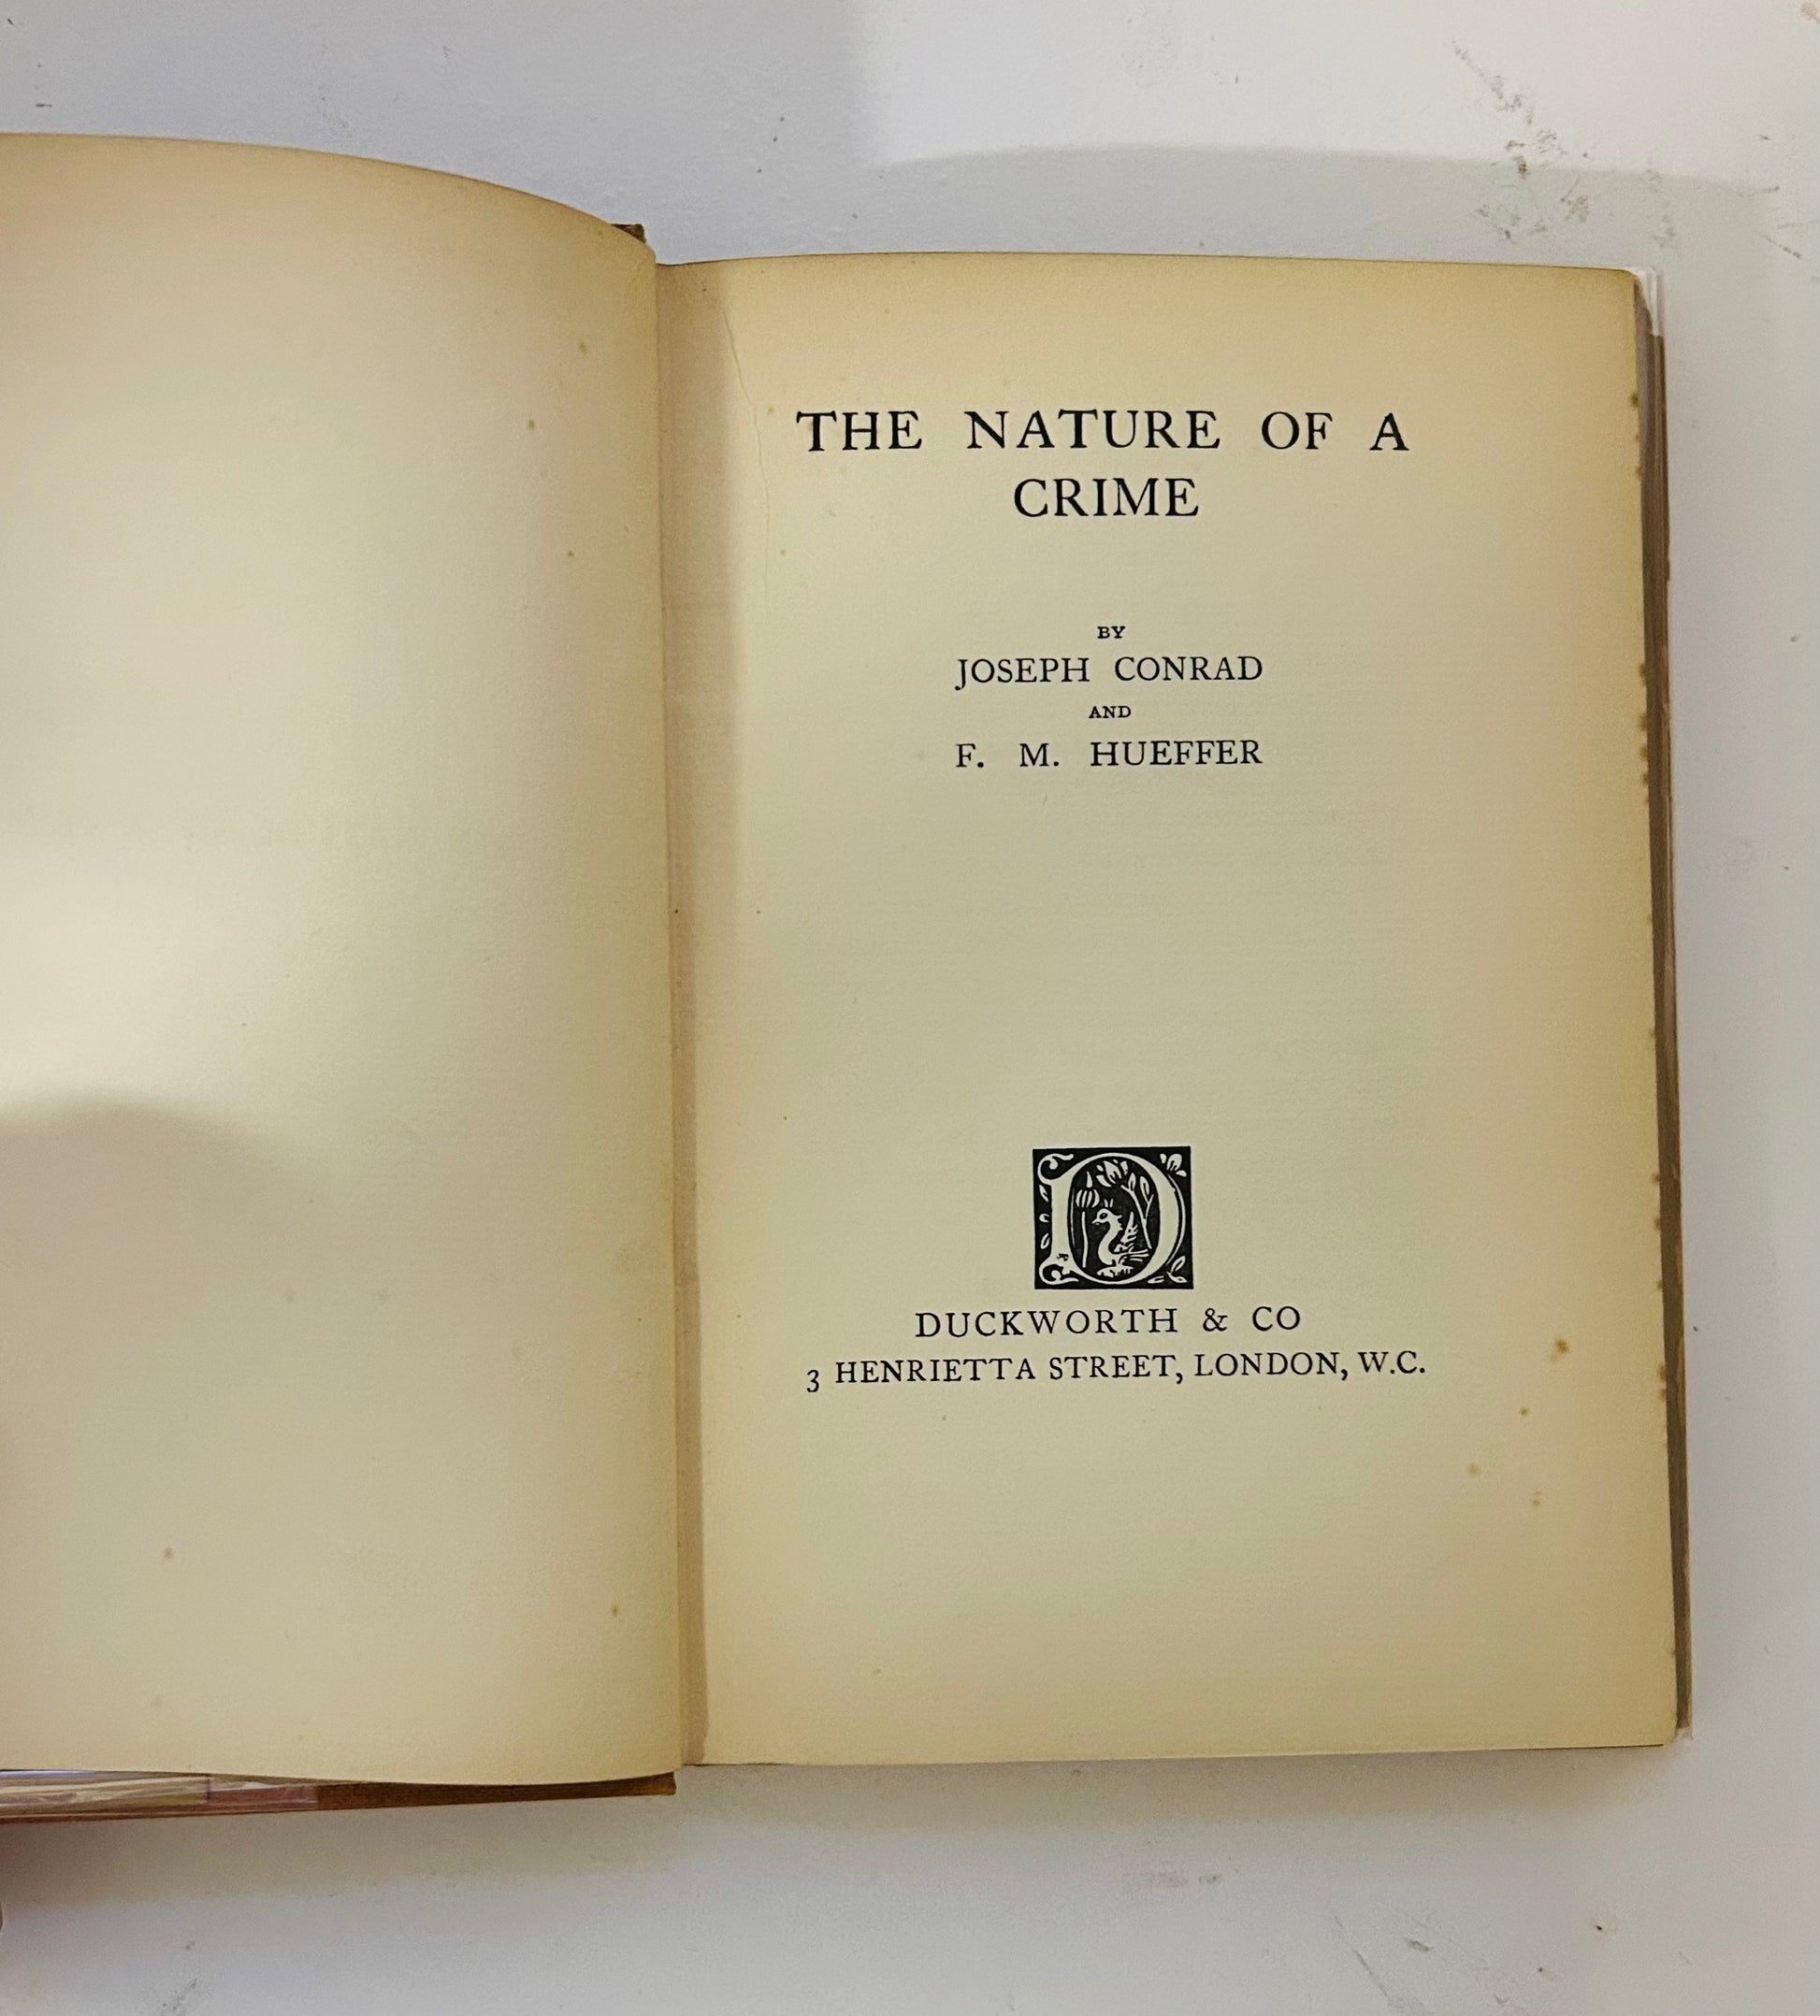 THE NATURE OF A
CRIME
BY
JOSEPH CONRAD
AND
F. M. HUEFFER
D
DUCKWORTH & CO
3 HENRIETTA STREET, LONDON, W.C.